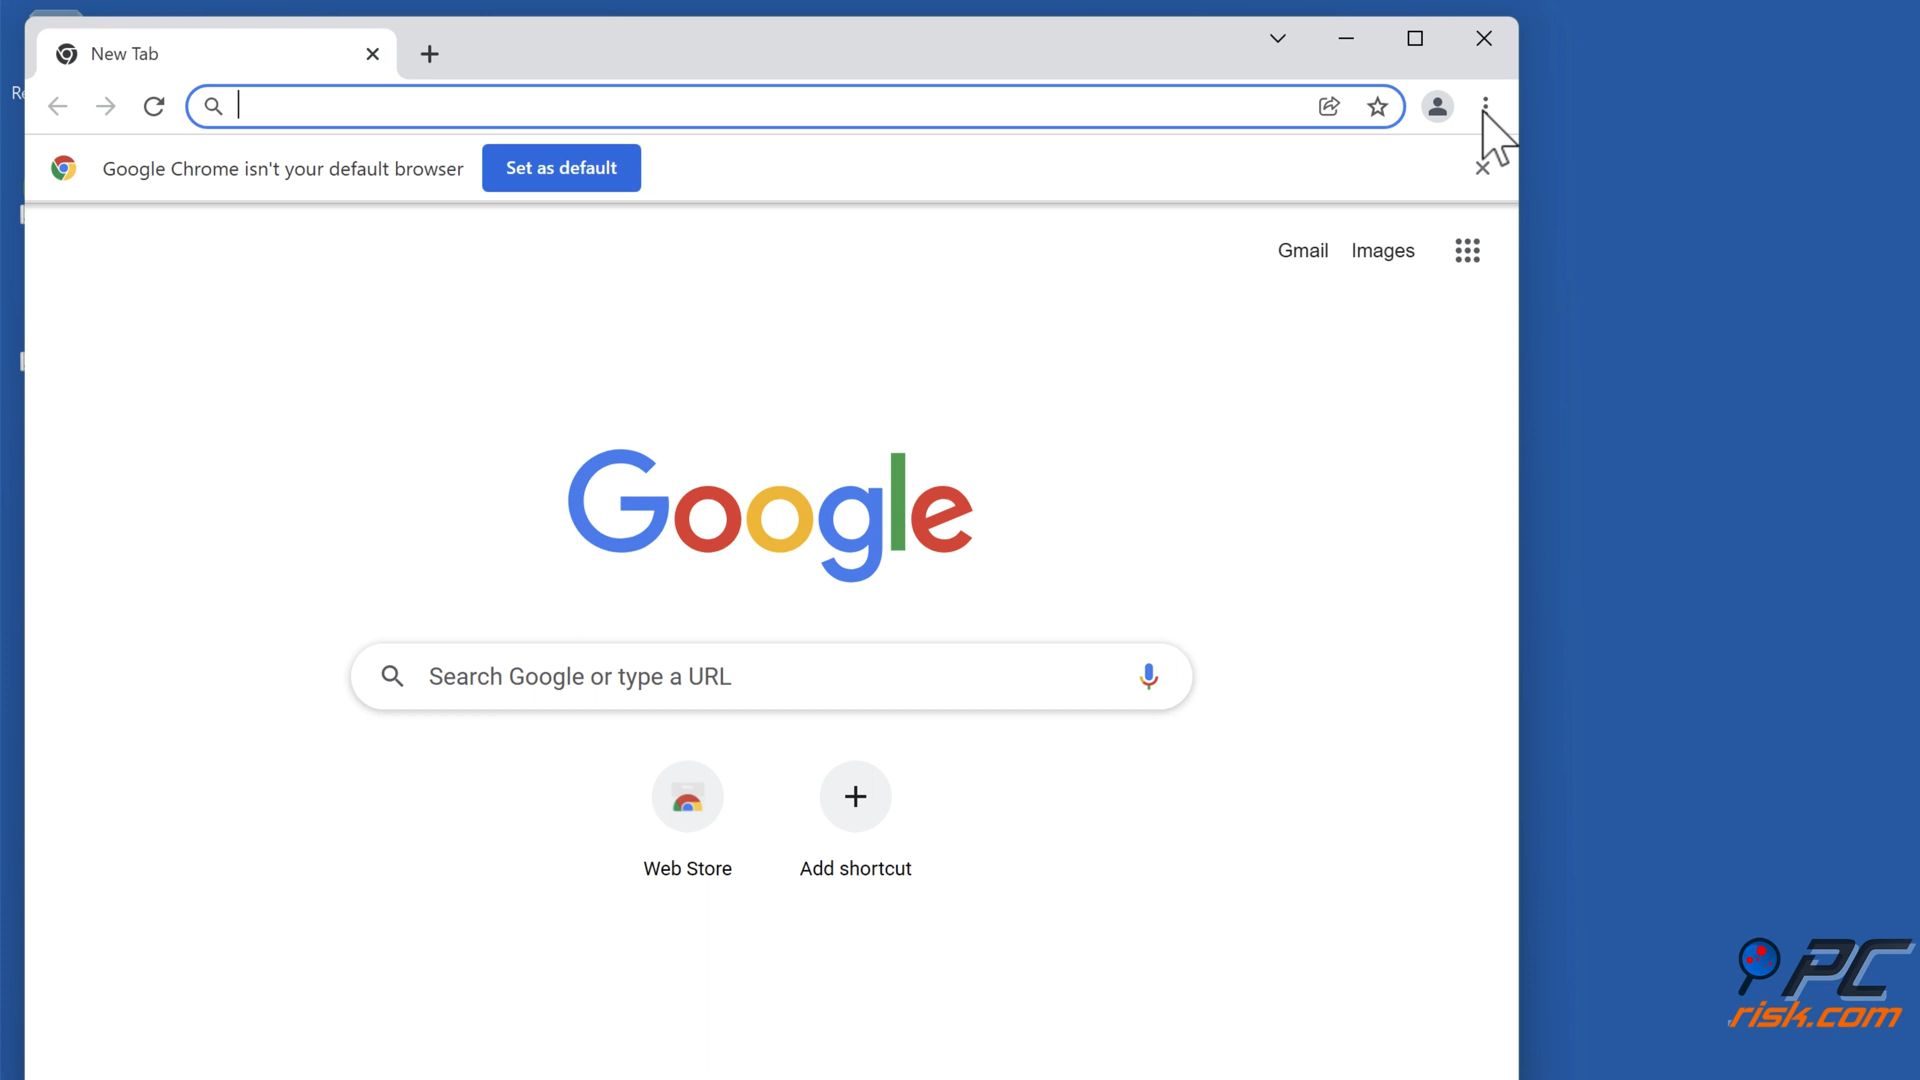 New Tab
Google Chrome isn't your default browser
Set as default
Gmail Images
Google
Search Google or type a URL
Web Store
Add shortcut
PC
risk.com